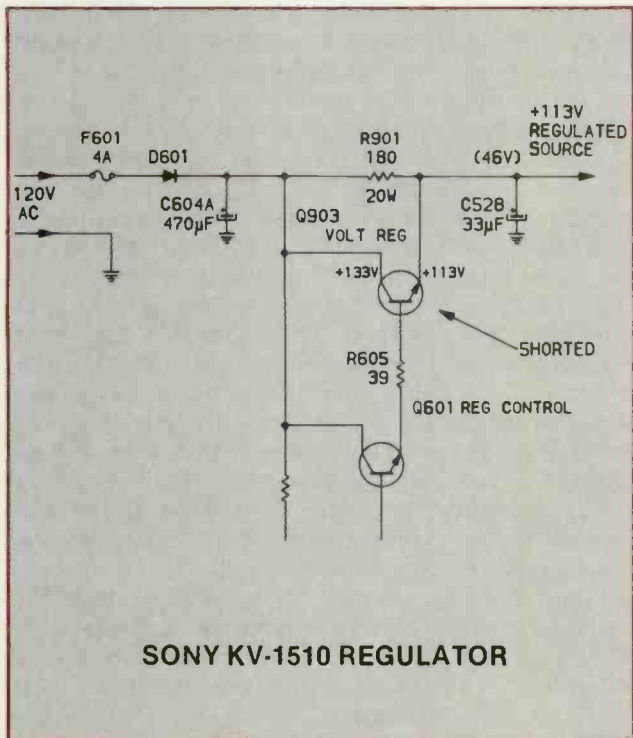 +113V
REGULATED
SOURCE
F601
4A
D601
R901
180
20W
(46V)
120V
AC
C604A
470µF
C528
33µF
Q903
VOLT REG
+133V
+113V
SHORTED
R605
39
Q601 REG CONTROL
SONY KV-1510 REGULATOR